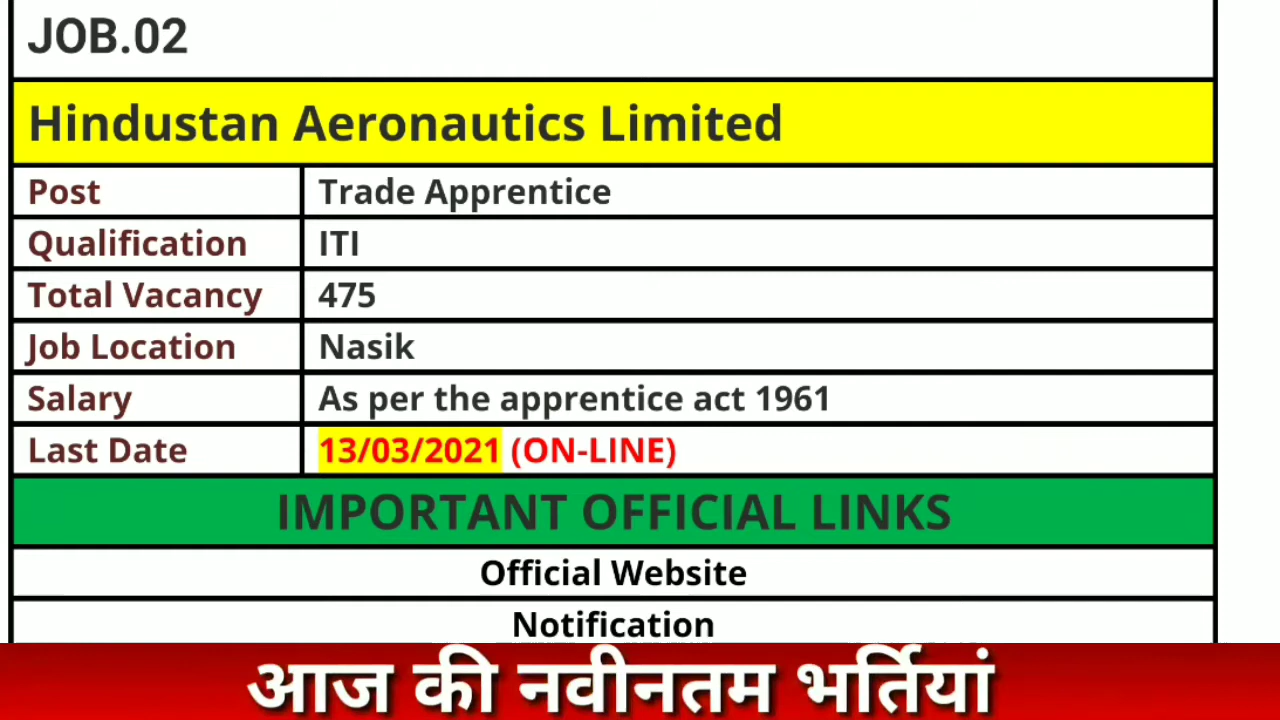 JOB.02
Hindustan Aeronautics Limited
Post Trade Apprentice
Qualification ITI
Total Vacancy 475
Job Location Nasik
Salary As per the apprentice act 1961
Last Date 13/03/2021 (ON-LINE)
IMPORTANT OFFICIAL LINKS
Official Website
Notification
आज की नवीनतम भर्तियां